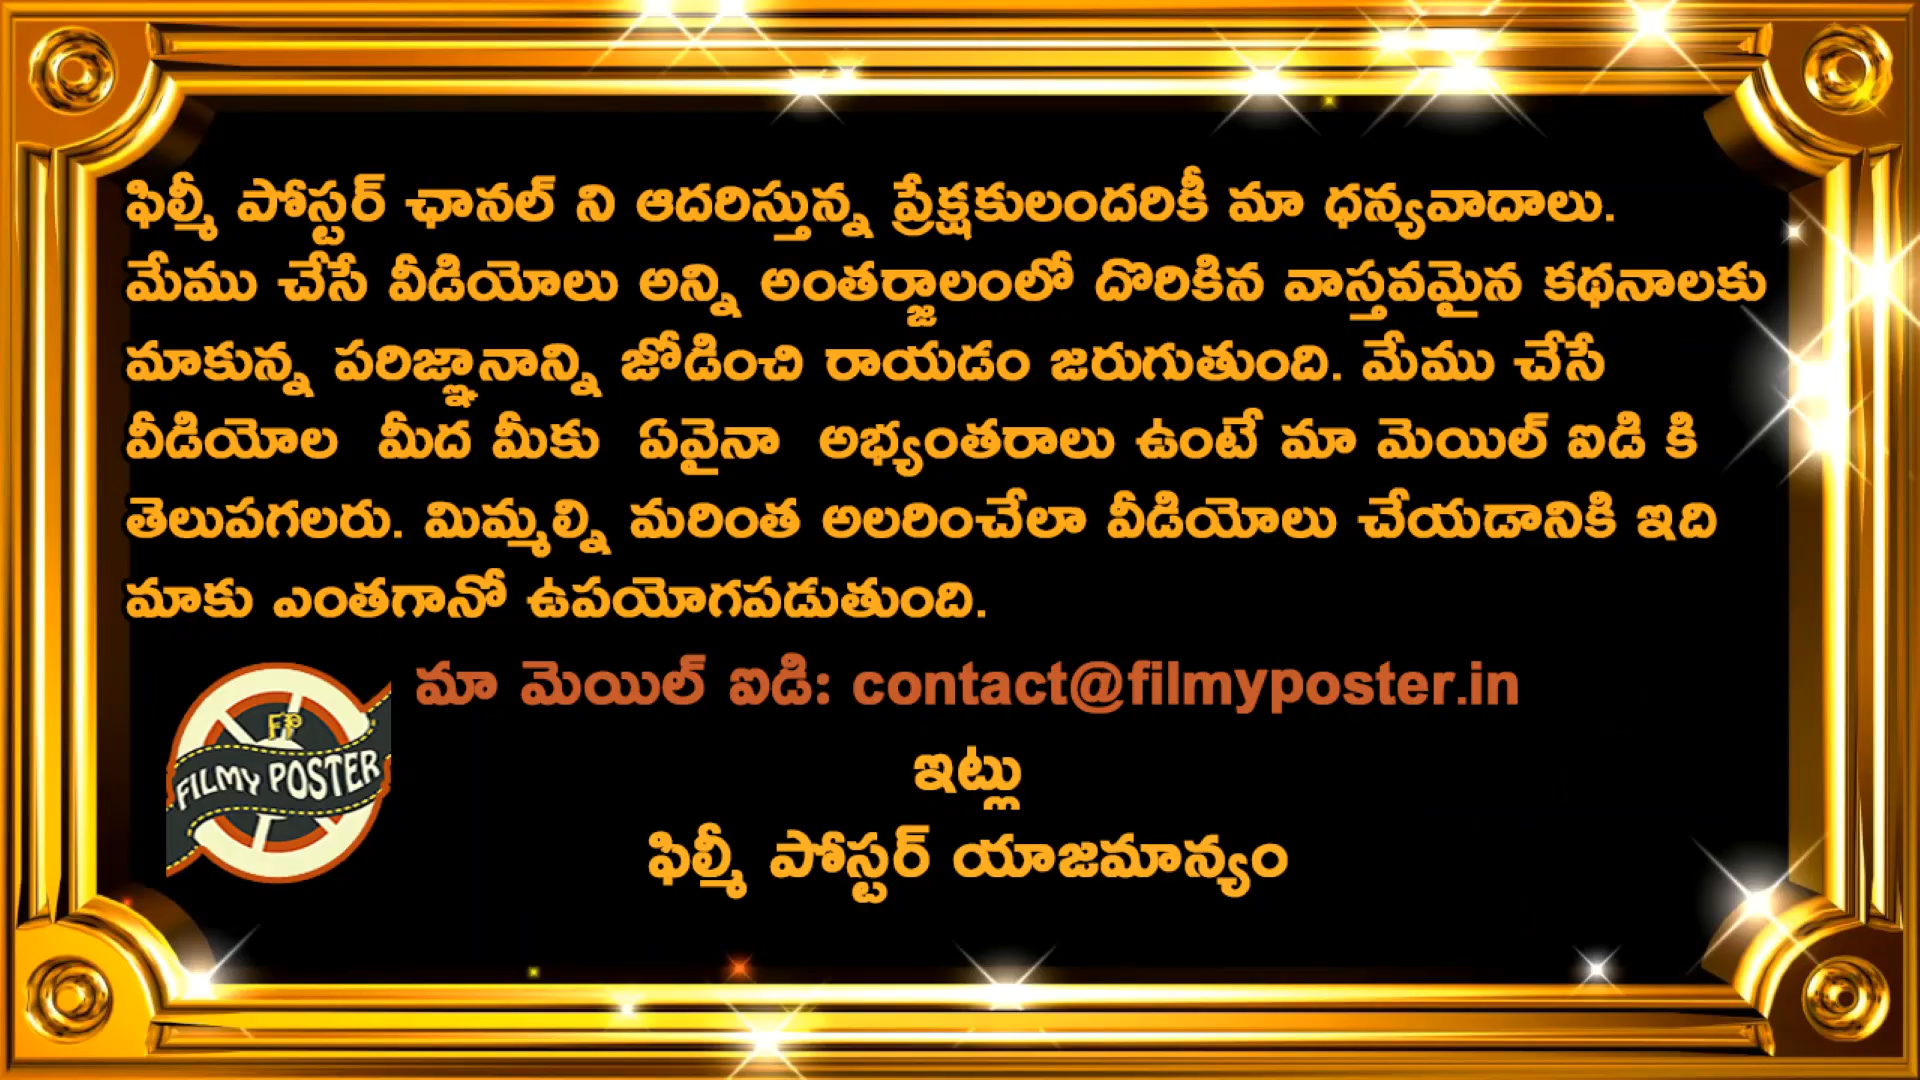 ఫిల్మీ పోస్టర్ ఛానల్ ని ఆదరిస్తున్న ప్రేక్షకులందరికీ మా ధన్యవాదాలు.
మేము చేసే వీడియోలు అన్ని అంతర్జాలంలో దొరికిన వాస్తవమైన కథనాలకు
మాకున్న పరిజ్ఞానాన్ని జోడించి రాయడం జరుగుతుంది. మేము చేసే
వీడియోల మీద మీకు ఏవైనా అభ్యంతరాలు ఉంటే మా మెయిల్ ఐడి కి
తెలుపగలరు. మిమ్మల్ని మరింత అలరించేలా వీడియోలు చేయడానికి ఇది
మాకు ఎంతగానో ఉపయోగపడుతుంది.
మా మెయిల్ ఐడి: contact@filmyposter.in
FP
FILMY POSTER
ఇట్లు
ఫిల్మీ పోస్టర్ యాజమాన్యం